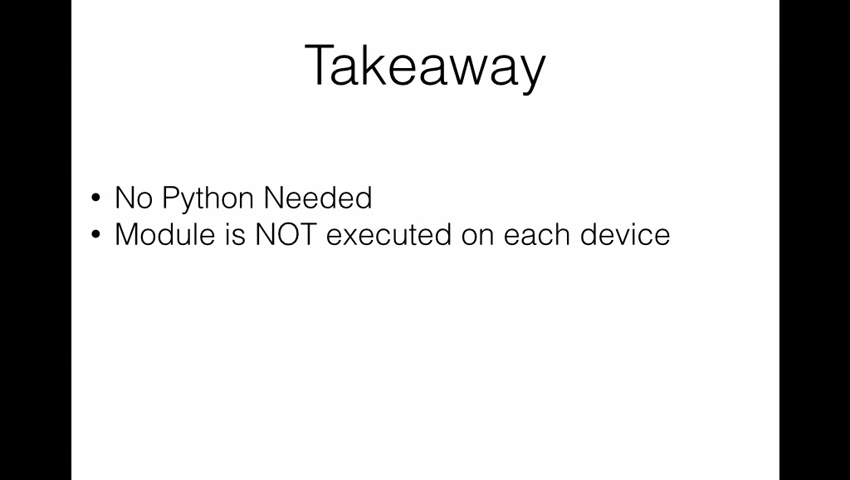 Takeaway
• No Python Needed
• Module is NOT executed on each device